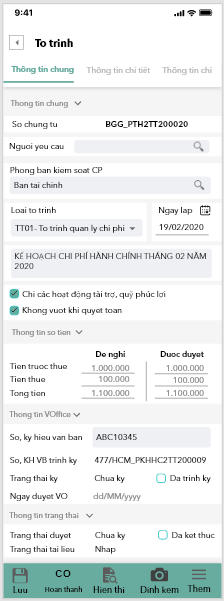 9:41
To trinh
Thông tin chung Thông tin chi tiết Thông tin chi
Thong tin chung
So chung tu BGG_PTH2TT200020
Nguoi yeu cau
Phong ban kiem soat CP
Ban tai chinh
Loai to trinh Ngay lap
TT01- To trinh quan ly chi phi 19/02/2020
KẾ HOẠCH CHI PHÍ HÀNH CHÍNH THÁNG 02 NĂM
2020
Chi các hoạt động tài trợ, quỹ phúc lợi
Khong vuot khi quyet toan
Thong tin so tien
De nghi Duoc duyet
Tien truoc thue 1.000.000 1.000.000
Tien thue 100.000 100.000
Tong tien 1.100.000 1.100.000
Thong tin VOffice
So, ky hieu van ban ABC10345
So, KH VB trinh ky 477/HCM_PKHHC2TT200009
Trang thai ky Chua ky Da trinh ky
Ngay duyet VO dd/MM/yyyy
Thong tin trang thai
Trang thai duyet Chua ky Da ket thuc
Trang thai tai lieu Nhap
Luu Hoan thanh Hien thi Dinh kem Them
CO